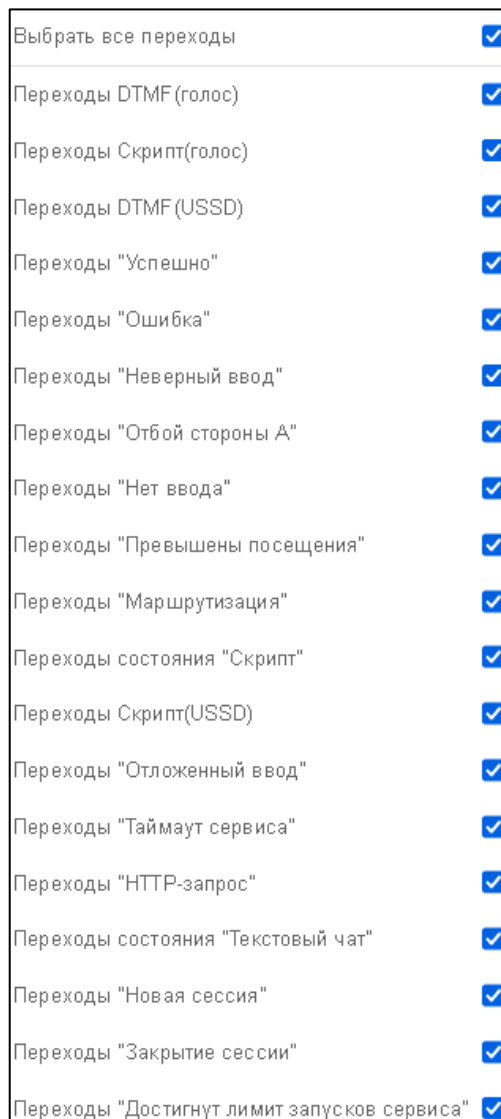 Выбрать все переходы
Переходы DTMF(голос)
Переходы Скрипт(голос)
Переходы DTMF(USSD)
Переходы "Успешно"
Переходы "Ошибка"
Переходы "Неверный ввод"
Переходы "Отбой стороны А"
Переходы "Нет ввода"
Переходы "Превышены посещения"
Переходы "Маршрутизация"
Переходы состояния "Скрипт"
Переходы Скрипт(USSD)
Переходы "Отложенный ввод"
Переходы "Таймаут сервиса"
Переходы "HTTP-запрос"
Переходы состояния "Текстовый чат"
Переходы "Новая сессия"
Переходы "Закрытие сессии"
Переходы "Достигнут лимит запусков сервиса"